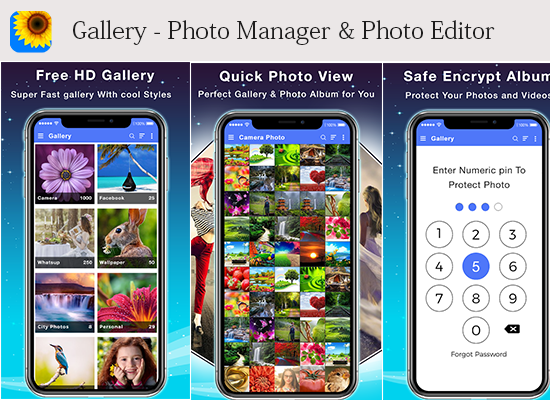 Gallery - Photo Manager & Photo Editor
Free HD Gallery
Super Fast gallery With cool Styles
Gallery
Camera 1000
Facebook 25
Whatsup 250
Wallpaper 50
City Photos 8
Personal 29
Quick Photo View
Perfect Gallery & Photo Album for You
Camera Photo
Safe Encrypt Album
Protect Your Photos and Videos
Gallery
Enter Numeric pin To
Protect Photo
1 2 3
4 5 6
7 8 9
0
Forgot Password